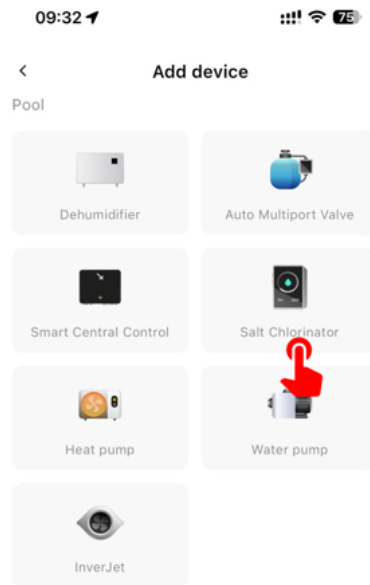 09:32
75
Add device
Pool
Dehumidifier
Auto Multiport Valve
Smart Central Control
Salt Chlorinator
Heat pump
Water pump
InverJet